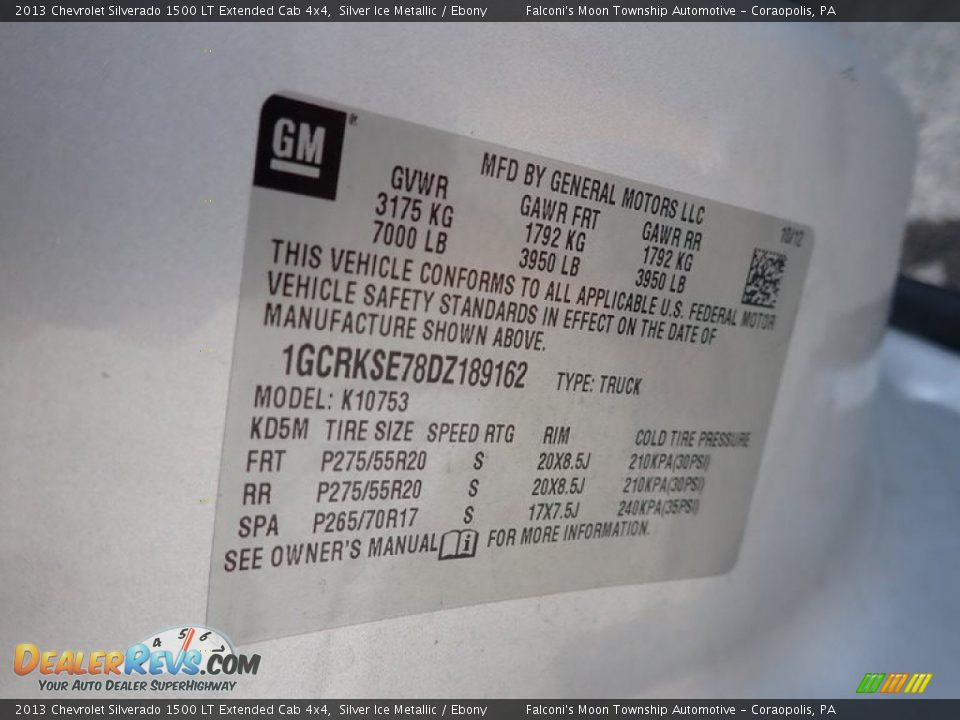 2013 Chevrolet Silverado 1500 LT Extended Cab 4x4, Silver Ice Metallic / Ebony Falconi's Moon Township Automotive - Coraopolis, PA
GM ®
MFD BY GENERAL MOTORS LLC
10/12
GVWR GAWR FRT GAWR RR
3175 KG 1792 KG 1792 KG
7000 LB 3950 LB 3950 LB
THIS VEHICLE CONFORMS TO ALL APPLICABLE U.S. FEDERAL MOTOR
VEHICLE SAFETY STANDARDS IN EFFECT ON THE DATE OF
MANUFACTURE SHOWN ABOVE.
1GCRKSE78DZ189162 TYPE: TRUCK
MODEL: K10753
KD5M TIRE SIZE SPEED RTG RIM COLD TIRE PRESSURE
FRT P275/55R20 S 20X8.5J 210KPA(30PSI)
RR P275/55R20 S 20X8.5J 210KPA(30PSI)
SPA P265/70R17 S 17X7.5J 240KPA(35PSI)
SEE OWNER'S MANUAL i FOR MORE INFORMATION.
4 5 6
DEALERREVS.COM
YOUR AUTO DEALER SUPERHIGHWAY
2013 Chevrolet Silverado 1500 LT Extended Cab 4x4, Silver Ice Metallic / Ebony Falconi's Moon Township Automotive - Coraopolis, PA